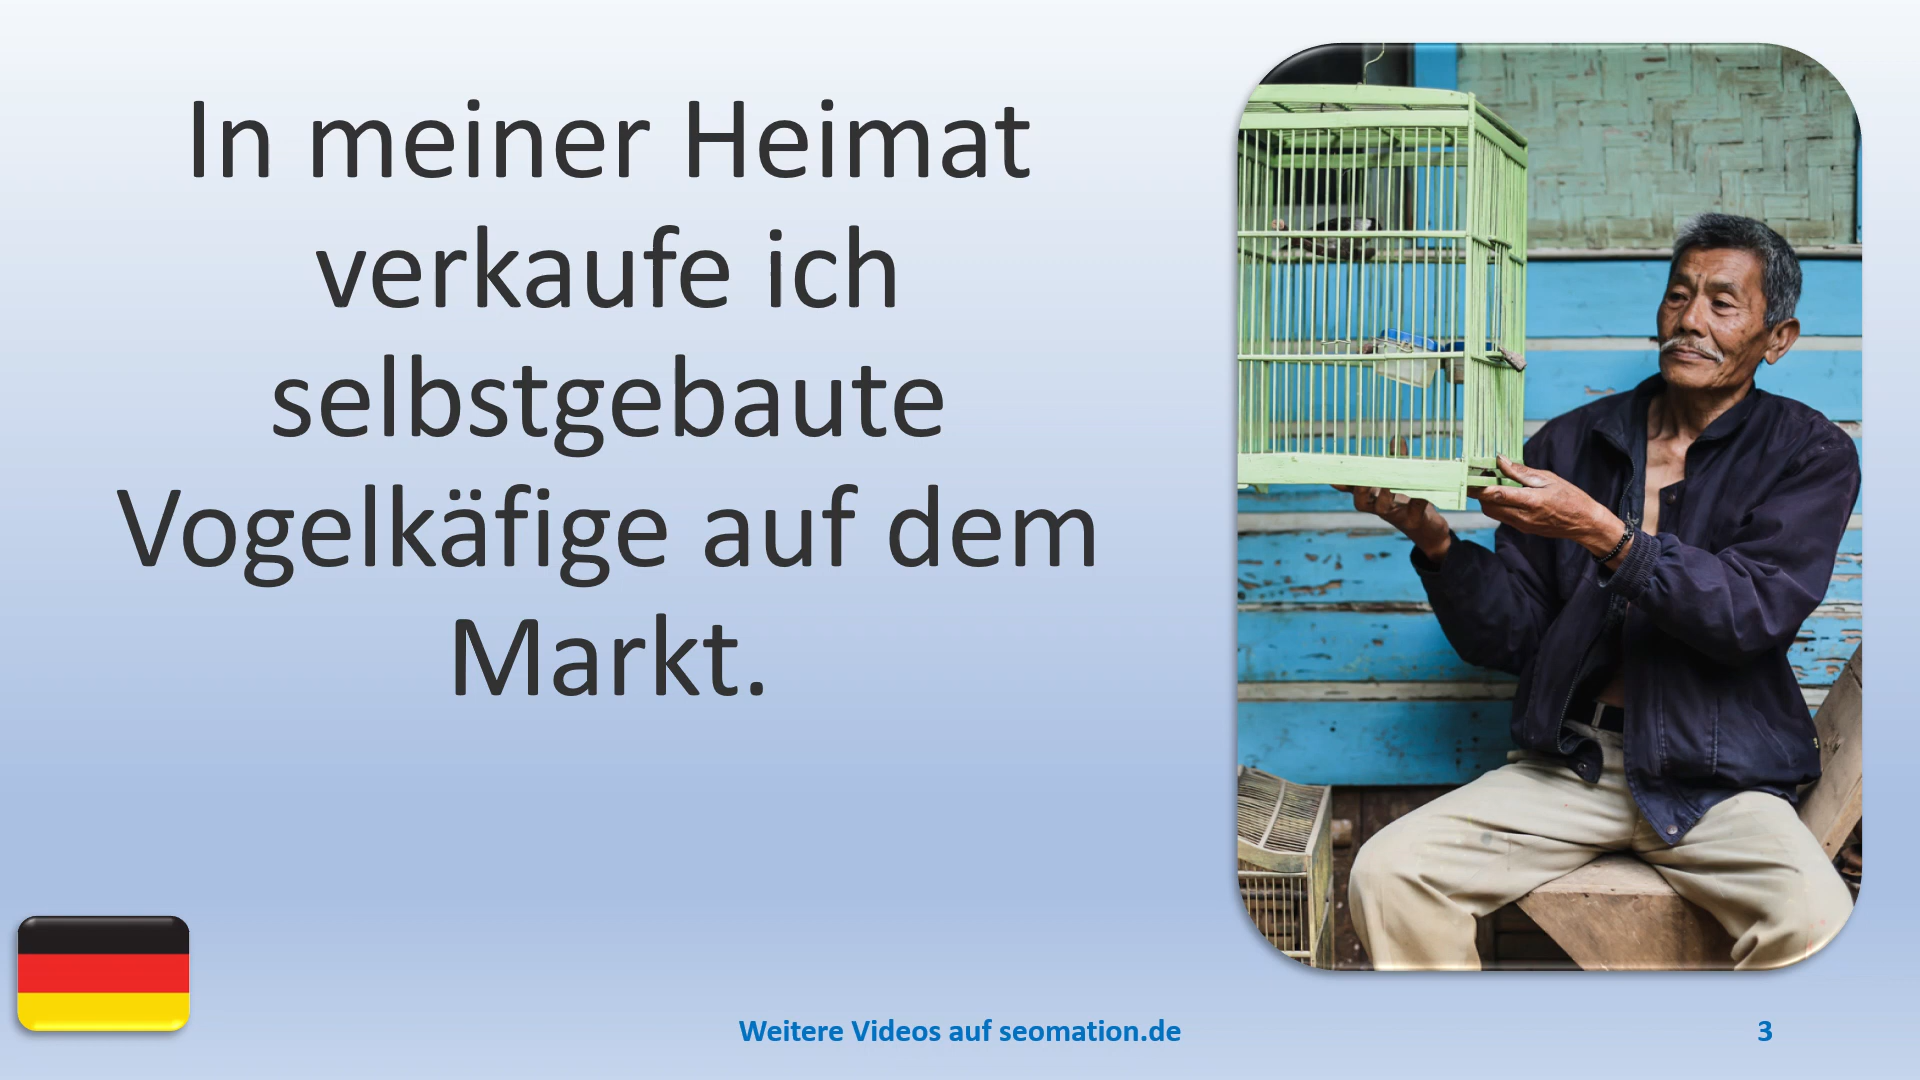 In meiner Heimat
verkaufe ich
selbstgebaute
Vogelkäfige auf dem
Markt.
Weitere Videos auf seomation.de
3